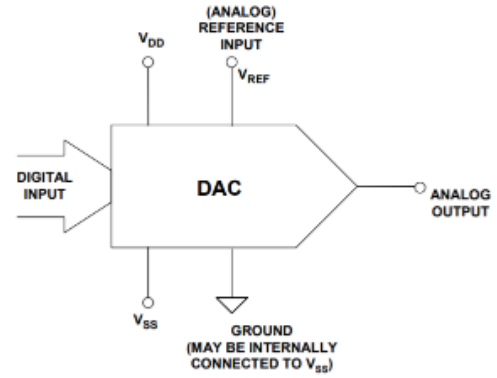 (ANALOG)
REFERENCE
INPUT
VDD
VREF
DIGITAL
INPUT
DAC
ANALOG
OUTPUT
VSS
GROUND
(MAY BE INTERNALLY
CONNECTED TO VSS)